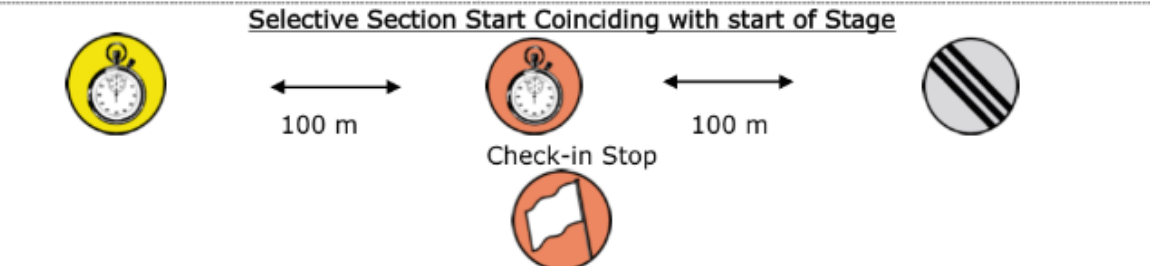 Selective Section Start Coinciding with start of Stage
100 m 100 m
Check-in Stop